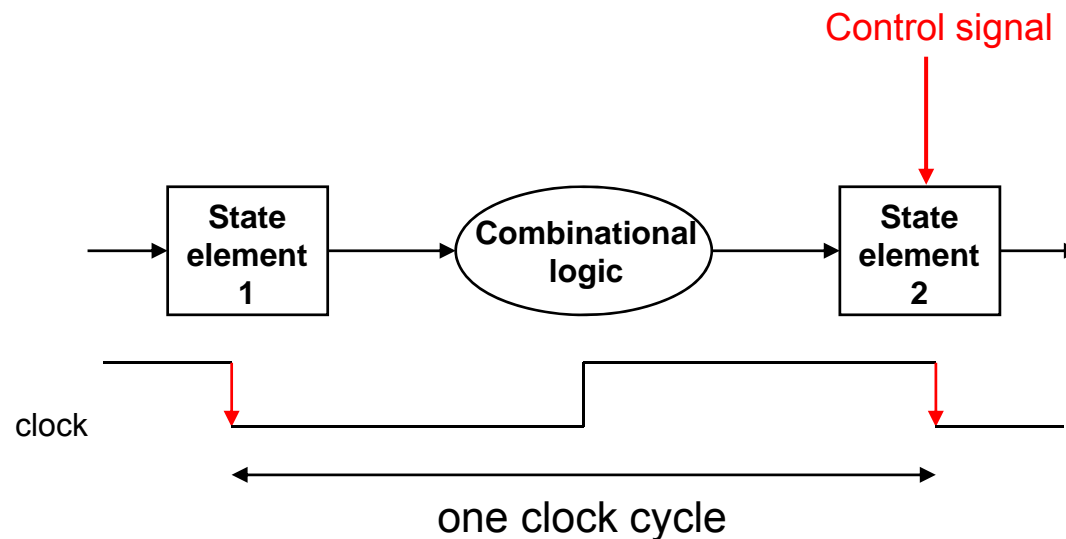 Control signal
State
element
1
Combinational
logic
State
element
2
clock
one clock cycle